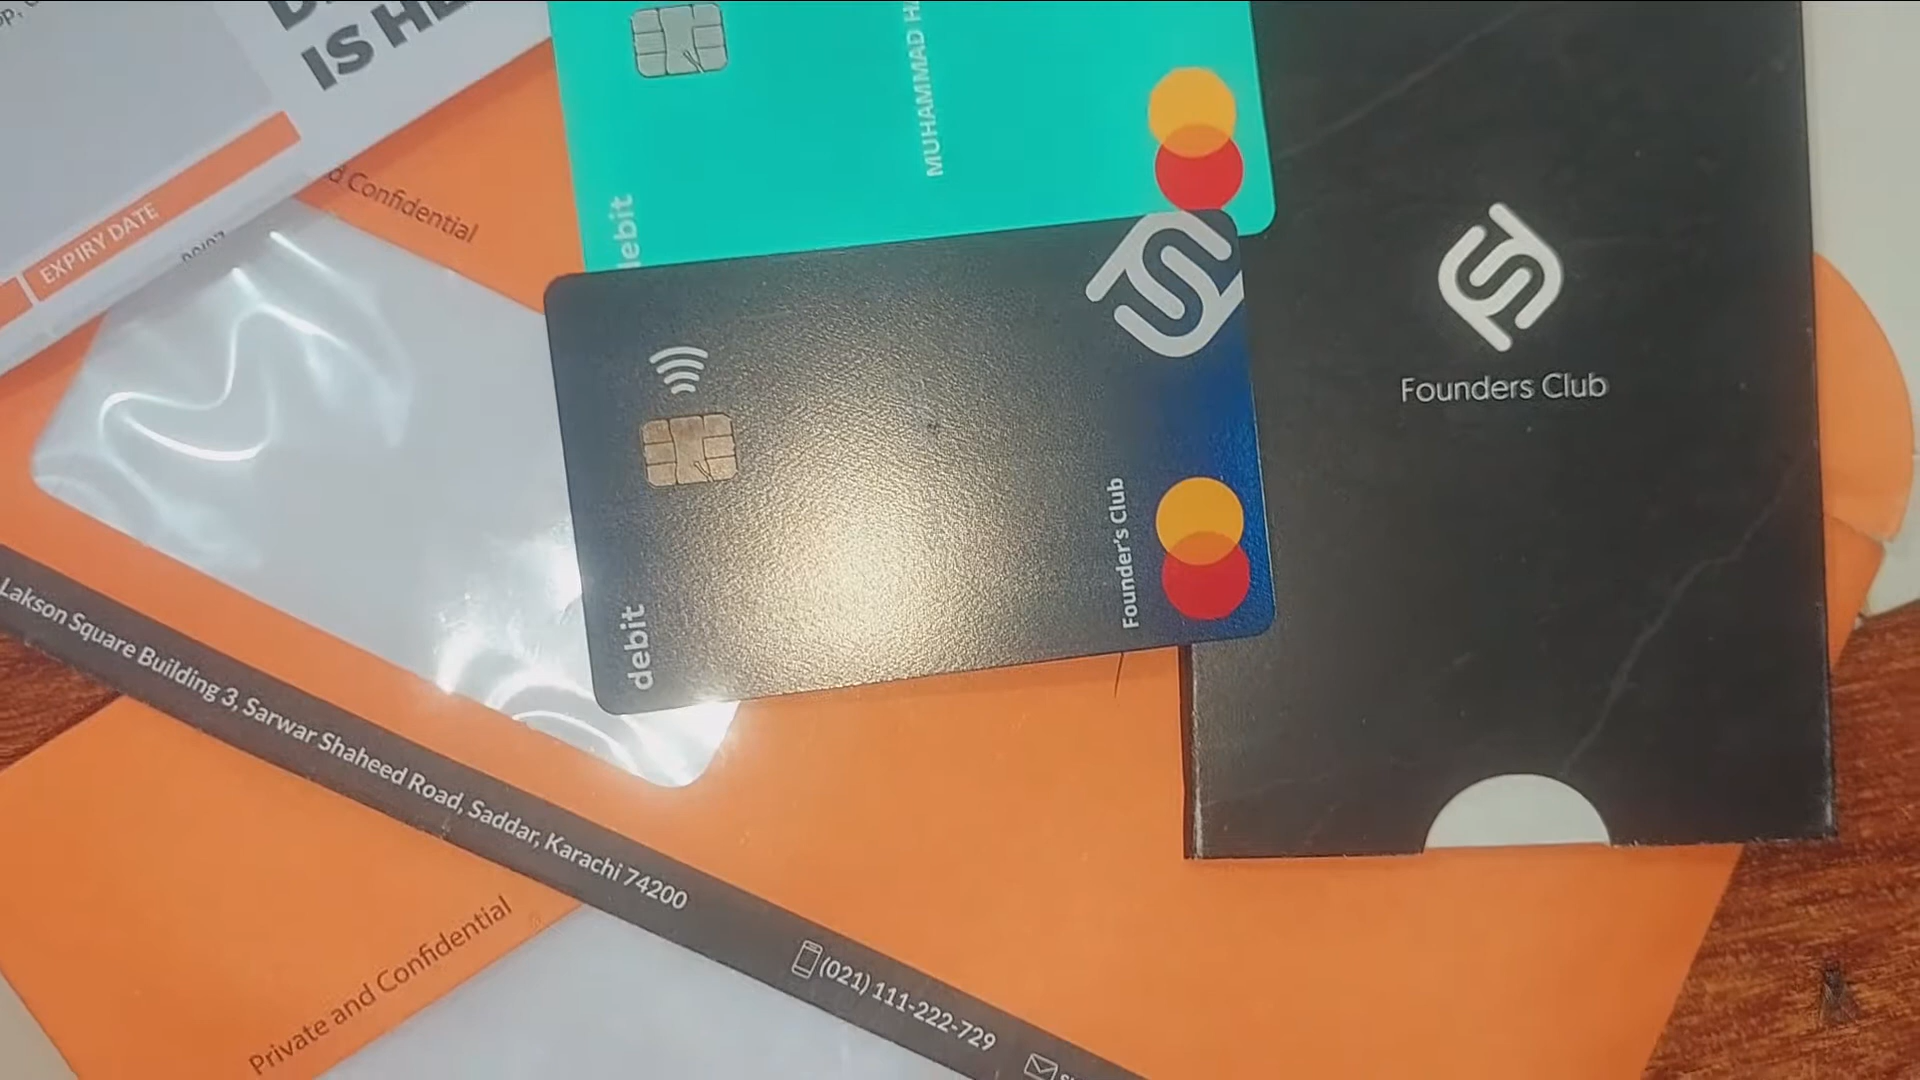 IS HE
EXPIRY DATE
d Confidential
debit
MUHAMMAD HA
debit
Founder's Club
Founders Club
Lakson Square Building 3, Sarwar Shaheed Road, Saddar, Karachi 74200
(021) 111-222-729
Private and Confidential